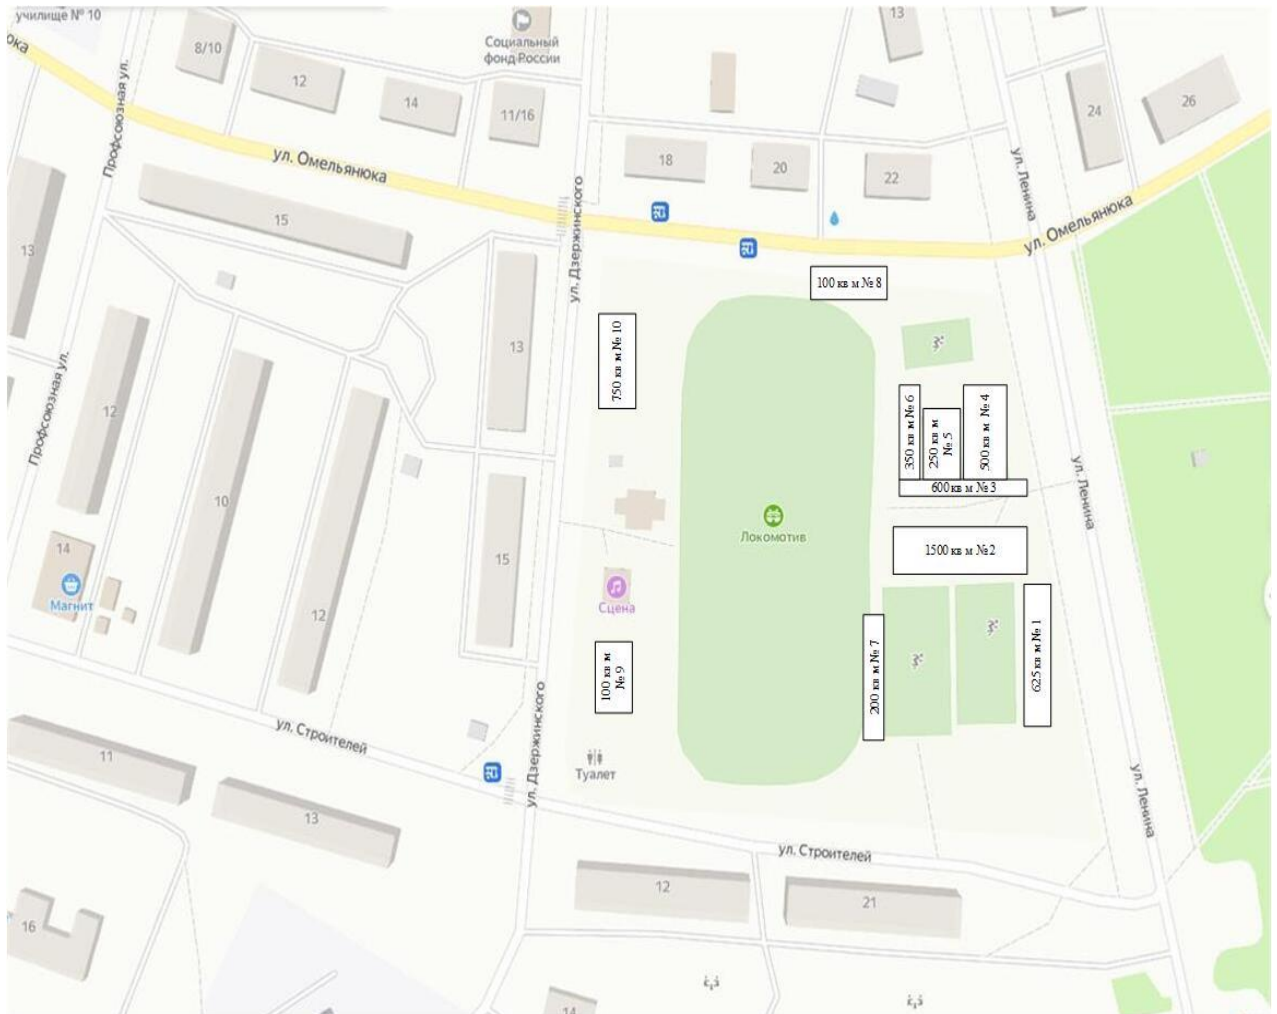 училище № 10
юка
8/10
12
14
11/16
Социальный
фонд России
13
24
26
18
20
22
Профсоюзная ул.
ул. Омельянюка
ул. Дзержинского
ул. Ленина
ул. Омельянюка
15
13
13
12
10
12
15
14
Магнит
Профсоюзная ул.
100 кв м № 8
750 кв м № 10
350 кв м № 6
250 кв м
№ 5
500 кв м № 4
600 кв м № 3
1500 кв м № 2
Локомотив
Сцена
100 кв м
№ 9
200 кв м № 7
625 кв м № 1
ул. Ленина
ул. Ленина
Туалет
ул. Дзержинского
ул. Строителей
ул. Строителей
11
13
16
12
21
14